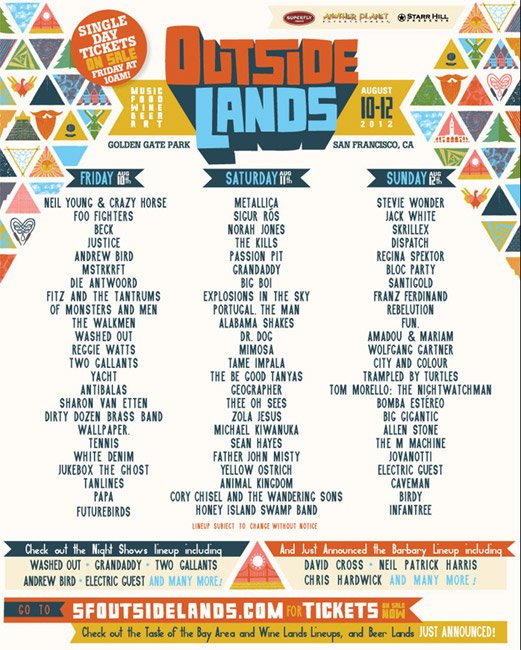 SINGLE
DAY
TICKETS
ON SALE
FRIDAY AT
10AM!
SUPERFLY
ANOTHER PLANET
ENTERTAINMENT
STARR HILL
PRESENTS
OUTSIDE
LANDS
MUSIC
FOOD
WINE
BEER
ART
AUGUST
10-12
2012
GOLDEN GATE PARK
SAN FRANCISCO, CA
FRIDAY AUG 10TH
NEIL YOUNG & CRAZY HORSE
FOO FIGHTERS
BECK
JUSTICE
ANDREW BIRD
MSTRKRFT
DIE ANTWOORD
FITZ AND THE TANTRUMS
OF MONSTERS AND MEN
THE WALKMEN
WASHED OUT
REGGIE WATTS
TWO GALLANTS
YACHT
ANTIBALAS
SHARON VAN ETTEN
DIRTY DOZEN BRASS BAND
WALLPAPER.
TENNIS
WHITE DENIM
JUKEBOX THE GHOST
TANLINES
PAPA
FUTUREBIRDS
SATURDAY AUG 11TH
METALLICA
SIGUR RÓS
NORAH JONES
THE KILLS
PASSION PIT
GRANDADDY
BIG BOI
EXPLOSIONS IN THE SKY
PORTUGAL. THE MAN
ALABAMA SHAKES
DR. DOG
MIMOSA
TAME IMPALA
THE BE GOOD TANYAS
GEOGRAPHER
THEE OH SEES
ZOLA JESUS
MICHAEL KIWANUKA
SEAN HAYES
FATHER JOHN MISTY
YELLOW OSTRICH
ANIMAL KINGDOM
CORY CHISEL AND THE WANDERING SONS
HONEY ISLAND SWAMP BAND
SUNDAY AUG 12TH
STEVIE WONDER
JACK WHITE
SKRILLEX
DISPATCH
REGINA SPEKTOR
BLOC PARTY
SANTIGOLD
FRANZ FERDINAND
REBELUTION
FUN.
AMADOU & MARIAM
WOLFGANG GARTNER
CITY AND COLOUR
TRAMPLED BY TURTLES
TOM MORELLO: THE NIGHTWATCHMAN
BOMBA ESTEREO
BIG GIGANTIC
ALLEN STONE
THE M MACHINE
JOVANOTTI
ELECTRIC GUEST
CAVEMAN
BIRDY
INFANTREE
LINEUP SUBJECT TO CHANGE WITHOUT NOTICE
Check out the Night Shows lineup including
WASHED OUT • GRANDADDY • TWO GALLANTS
ANDREW BIRD • ELECTRIC GUEST AND MANY MORE!
And Just Announced the Barbary Lineup including
DAVID CROSS • NEIL PATRICK HARRIS
CHRIS HARDWICK AND MANY MORE!
GO TO SFOUTSIDELANDS.COM FOR TICKETS ON SALE NOW
Check out the Taste of the Bay Area and Wine Lands Lineups, and Beer Lands JUST ANNOUNCED!